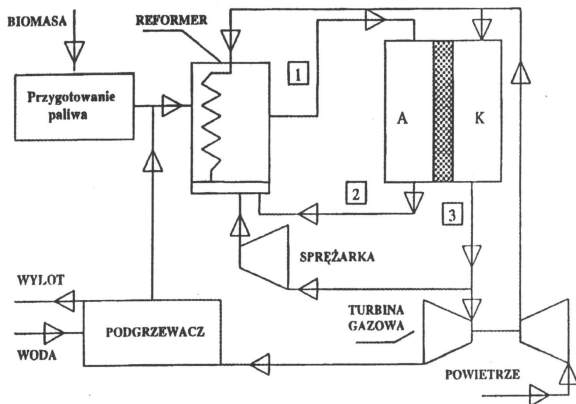 BIOMASA
REFORMER
1
Przygotowanie
paliwa
A
K
2
3
SPRĘŻARKA
WYLOT
TURBINA
GAZOWA
PODGRZEWACZ
WODA
POWIETRZE